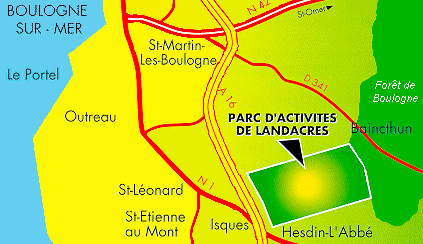 BOULOGNE
SUR - MER
N 42
St-Omer
St-Martin-
Les-Boulogne
Le Portel
A 16
D 341
Forêt de
Boulogne
Outreau
PARC D'ACTIVITES
DE LANDACRES
Baincthun
St-Léonard
N 1
St-Etienne
au Mont
Isques
Hesdin-L'Abbé